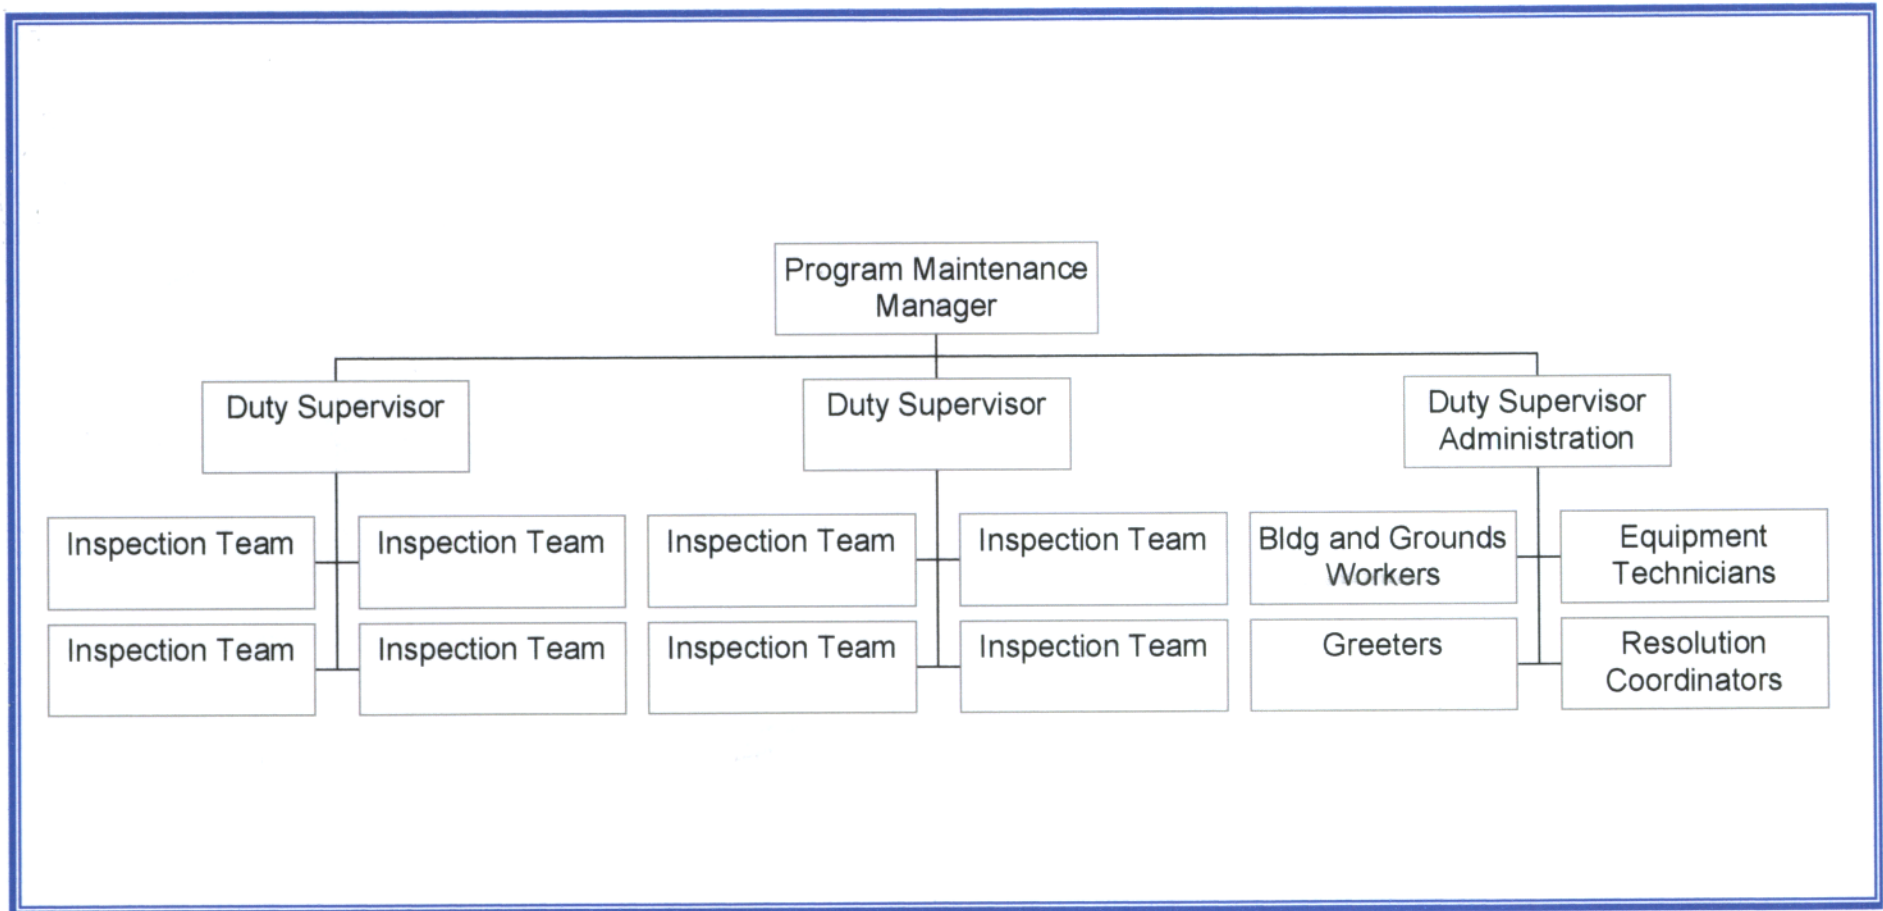 Program Maintenance
Manager
Duty Supervisor
Duty Supervisor
Duty Supervisor
Administration
Inspection Team
Inspection Team
Inspection Team
Inspection Team
Bldg and Grounds
Workers
Equipment
Technicians
Inspection Team
Inspection Team
Inspection Team
Inspection Team
Greeters
Resolution
Coordinators